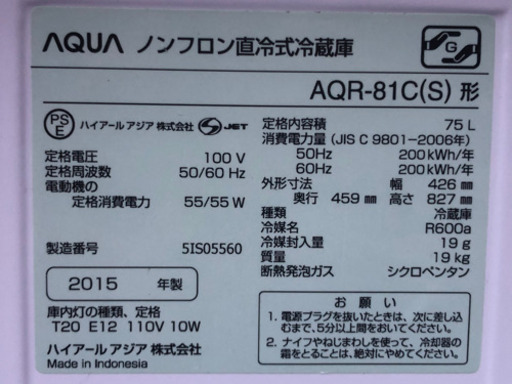 AQUA ノンフロン直冷式冷蔵庫
G
AQR-81C(S) 形
PS E ハイアール アジア 株式会社 S JET
定格電圧 100 V
定格周波数 50/60 Hz
電動機の
定格消費電力 55/55 W
製造番号 5IS05560
2015 年製
庫内灯の種類、定格
T20 E12 110V 10W
ハイアール アジア 株式会社
Made in Indonesia
定格内容積 75 L
消費電力量 (JIS C 9801-2006年)
50Hz 200 kWh/年
60Hz 200 kWh/年
外形寸法 幅 426 ㎜
奥行 459 ㎜ 高さ 827 ㎜
種類 冷蔵庫
冷媒名 R600a
冷媒封入量 19 g
質量 19 kg
断熱発泡ガス シクロペンタン
お願い
1. 電源プラグを抜いたときは、次に差し込
むまで、5分以上間をおいてください。
2. ナイフやねじまわしを使って、冷却器の
霜をとることは、絶対にやめてください。